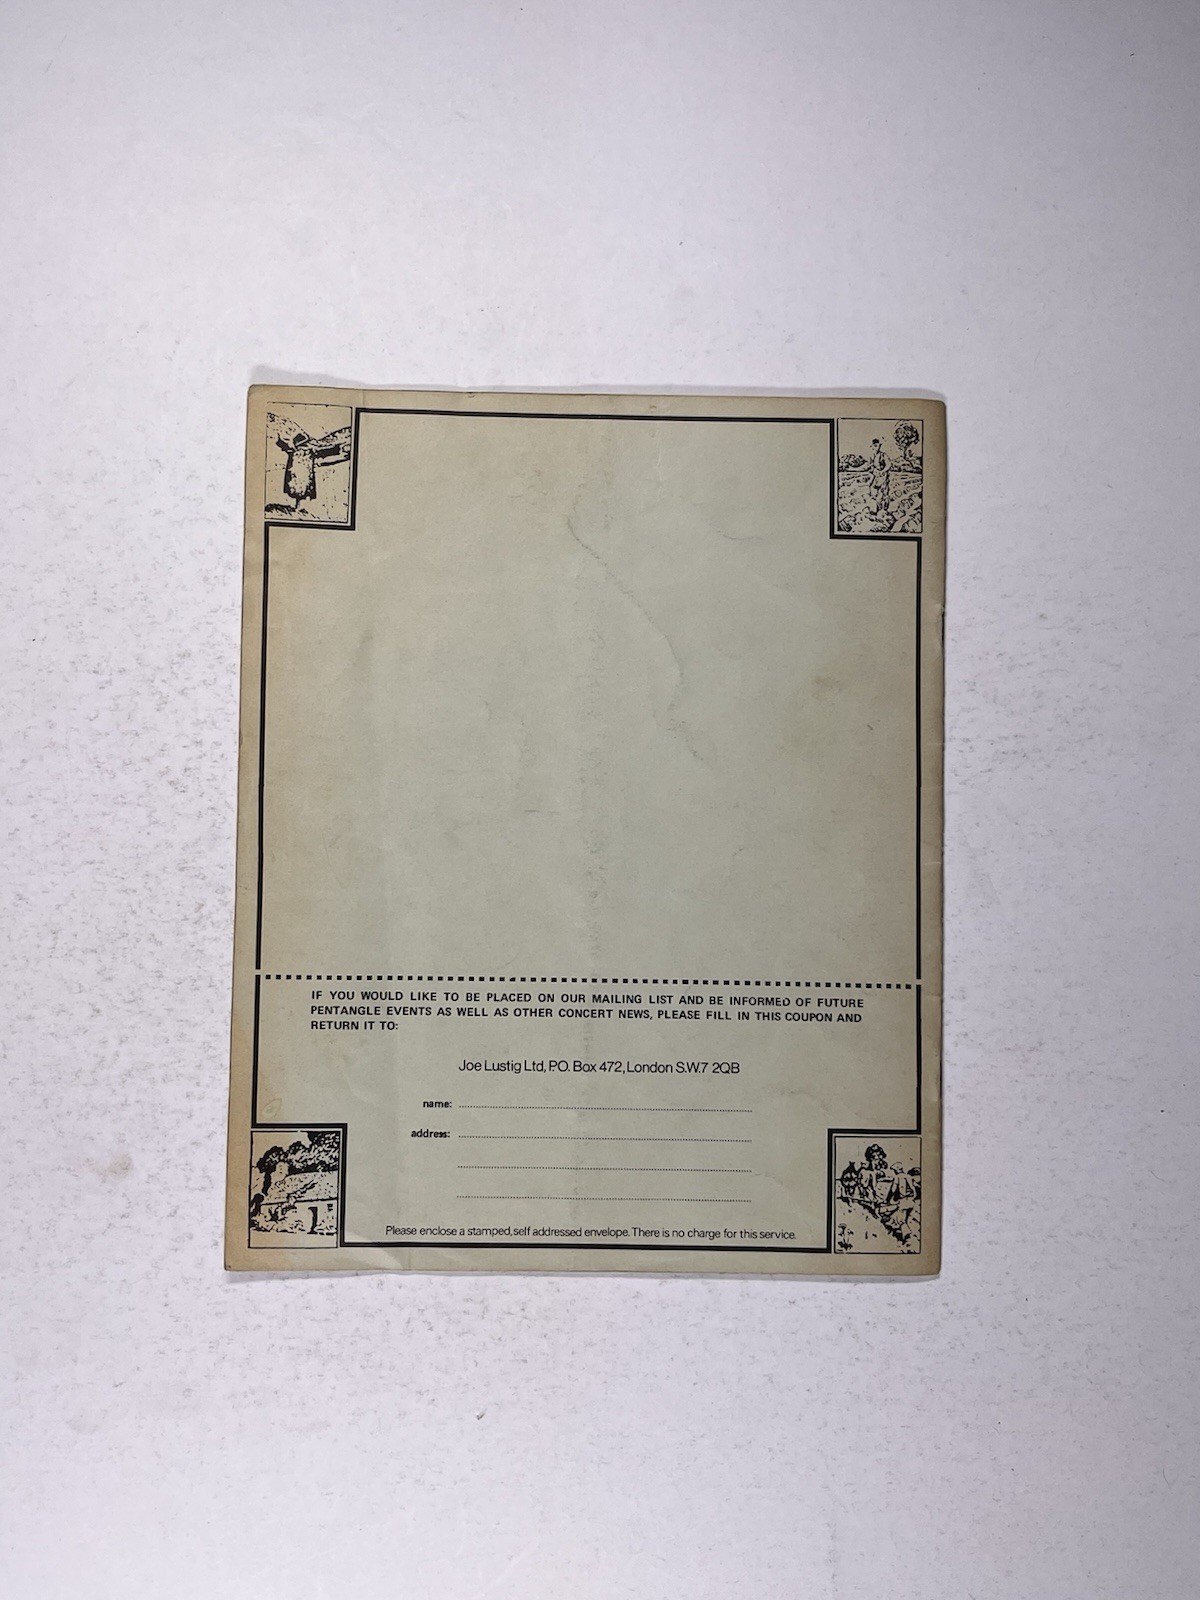 IF YOU WOULD LIKE TO BE PLACED ON OUR MAILING LIST AND BE INFORMED OF FUTURE
PENTANGLE EVENTS AS WELL AS OTHER CONCERT NEWS, PLEASE FILL IN THIS COUPON AND
RETURN IT TO:
Joe Lustig Ltd, P.O. Box 472, London S.W.7 2QB
name:
address:
Please enclose a stamped, self addressed envelope. There is no charge for this service.